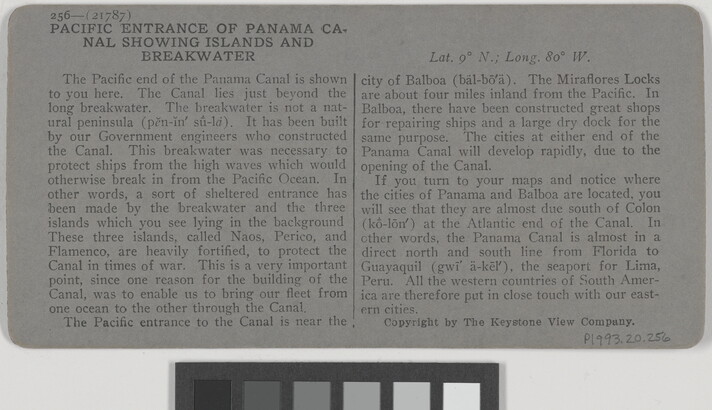 256—(21787)
PACIFIC ENTRANCE OF PANAMA CA-
NAL SHOWING ISLANDS AND
BREAKWATER
Lat. 9° N.; Long. 80° W.
The Pacific end of the Panama Canal is shown
to you here. The Canal lies just beyond the
long breakwater. The breakwater is not a nat-
ural peninsula (pĕn-ĭn′ sû-lá). It has been built
by our Government engineers who constructed
the Canal. This breakwater was necessary to
protect ships from the high waves which would
otherwise break in from the Pacific Ocean. In
other words, a sort of sheltered entrance has
been made by the breakwater and the three
islands which you see lying in the background
These three islands, called Naos, Perico, and
Flamenco, are heavily fortified, to protect the
Canal in times of war. This is a very important
point, since one reason for the building of the
Canal, was to enable us to bring our fleet from
one ocean to the other through the Canal.
The Pacific entrance to the Canal is near the
city of Balboa (bäl-bō′ä). The Miraflores Locks
are about four miles inland from the Pacific. In
Balboa, there have been constructed great shops
for repairing ships and a large dry dock for the
same purpose. The cities at either end of the
Panama Canal will develop rapidly, due to the
opening of the Canal.
If you turn to your maps and notice where
the cities of Panama and Balboa are located, you
will see that they are almost due south of Colon
(kô-lōn′) at the Atlantic end of the Canal. In
other words, the Panama Canal is almost in a
direct north and south line from Florida to
Guayaquil (gwī′ ä-kēl′), the seaport for Lima,
Peru. All the western countries of South Amer-
ica are therefore put in close touch with our east-
ern cities.
Copyright by The Keystone View Company.
P1993.20.256